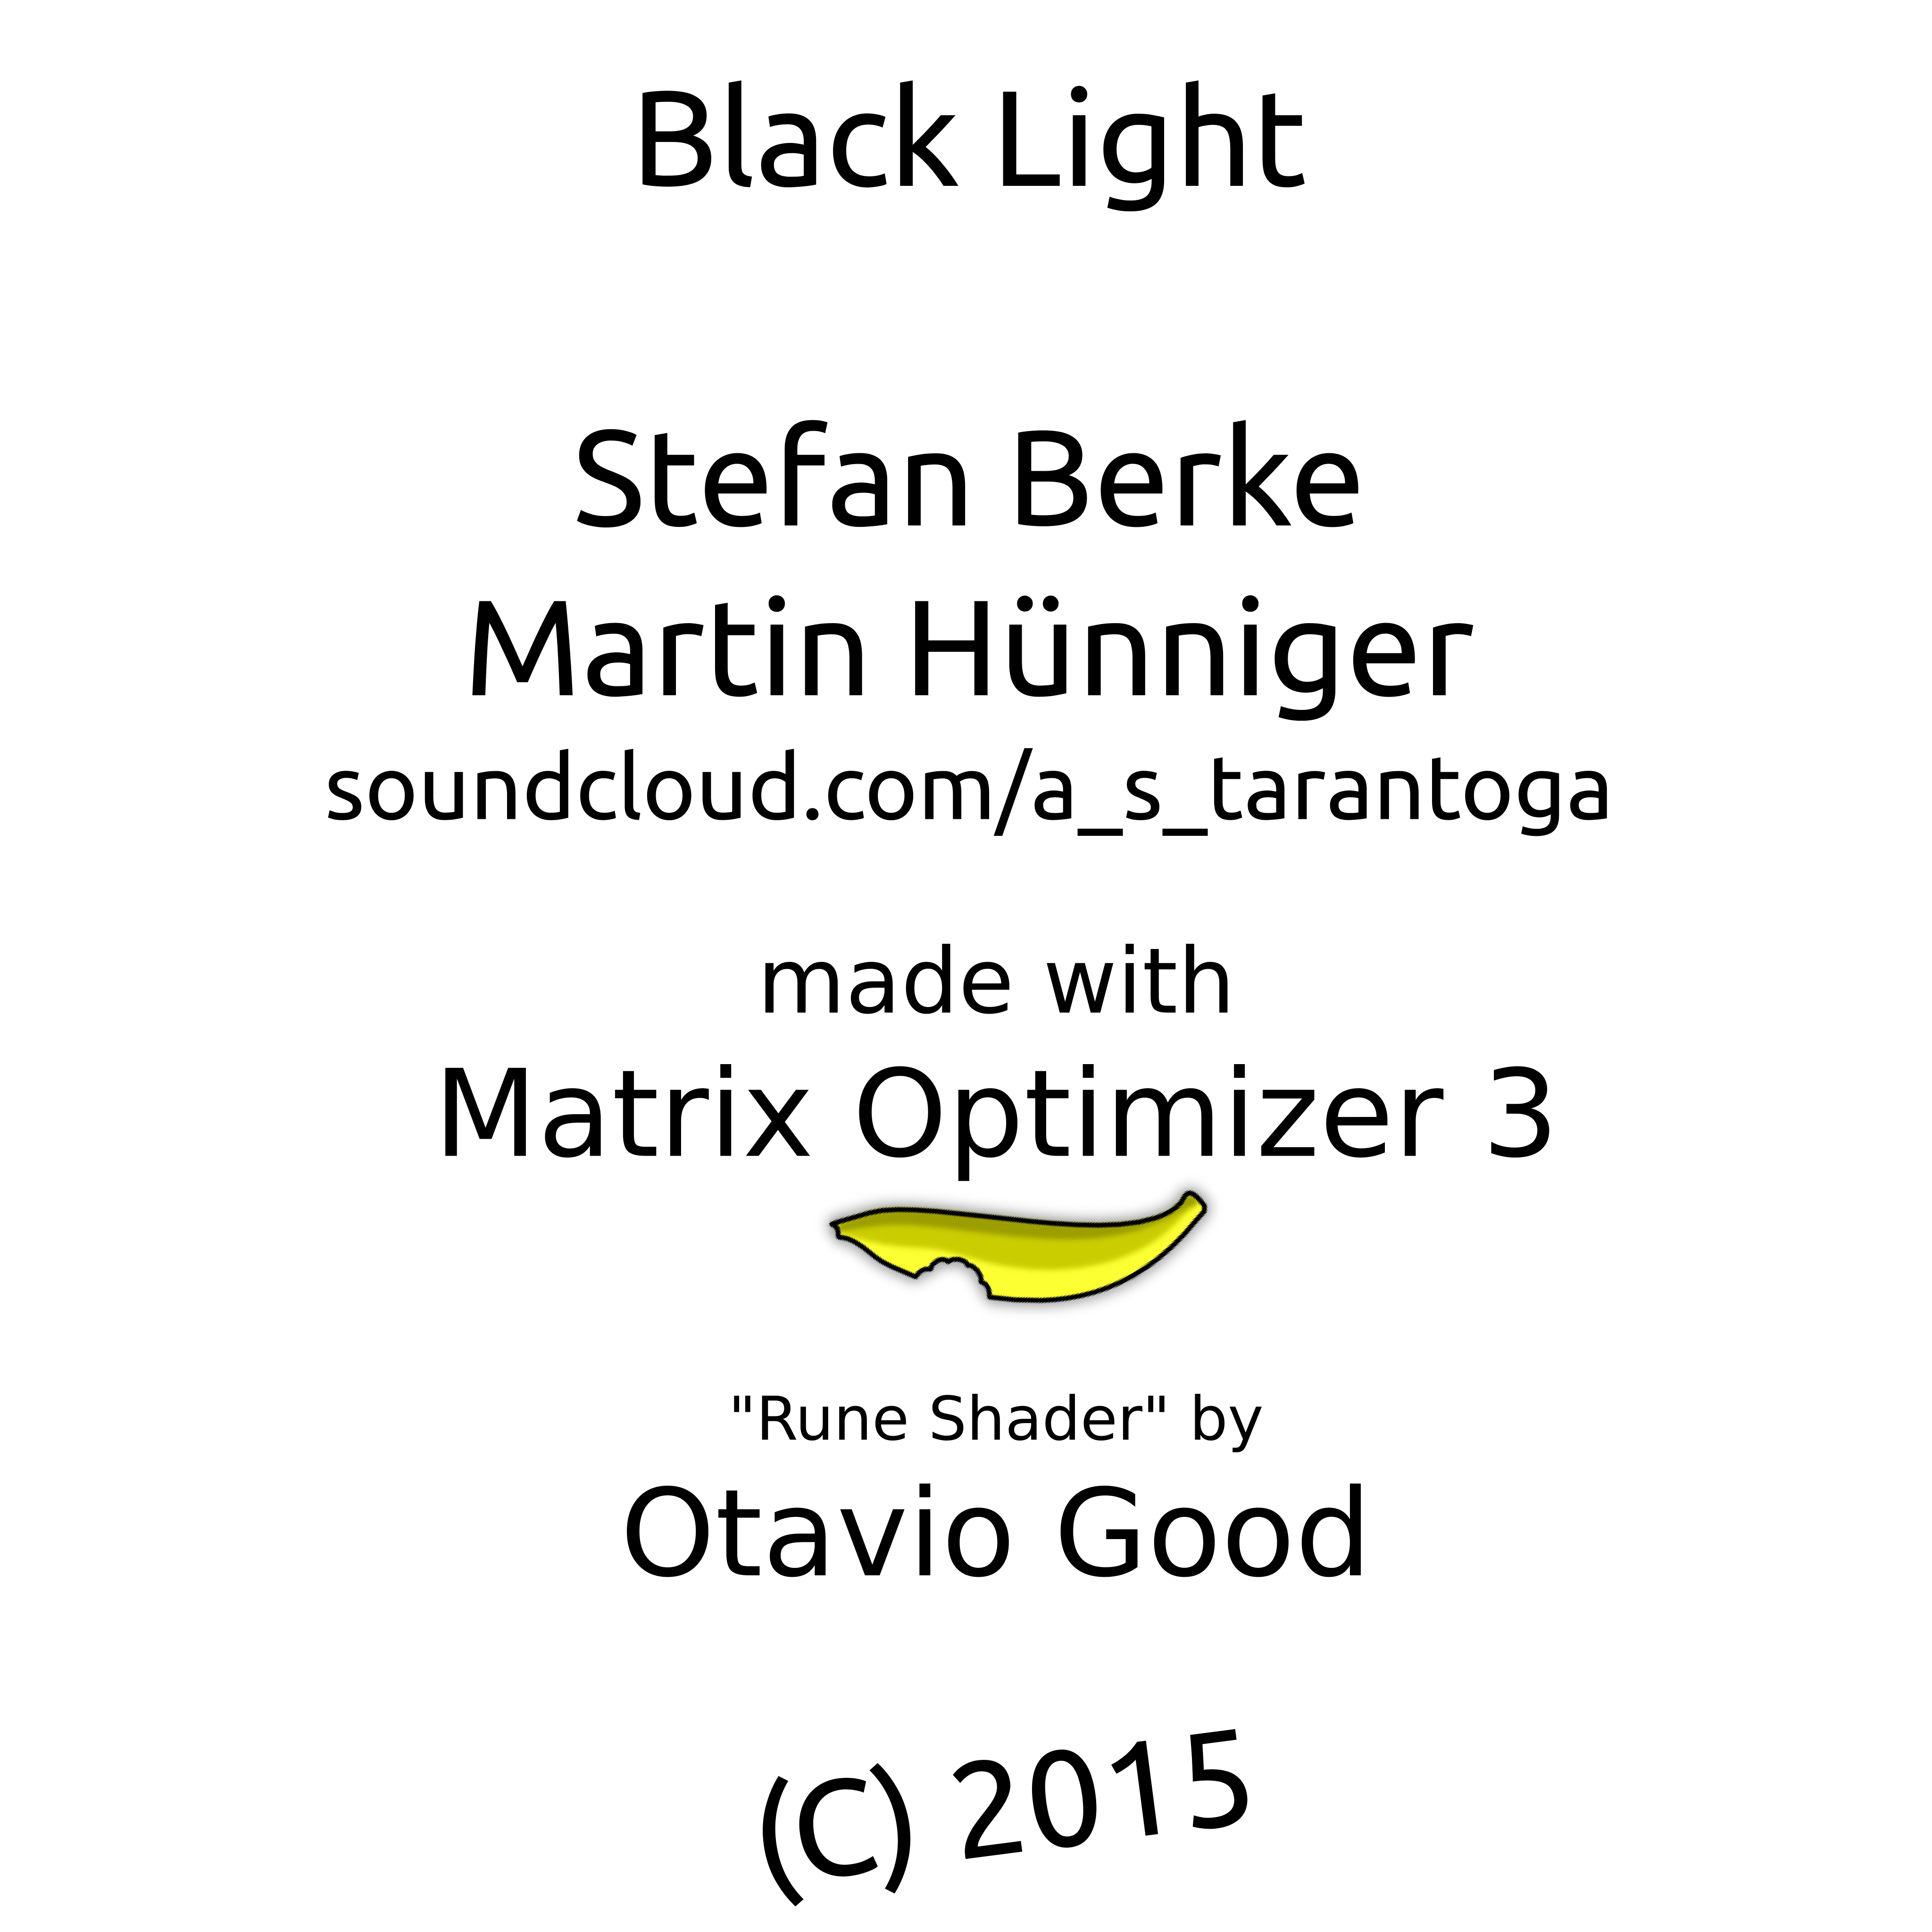 Black Light
Stefan Berke
Martin Hünniger
soundcloud.com/a_s_tarantoga
made with
Matrix Optimizer 3
"Rune Shader" by
Otavio Good
(C) 2015